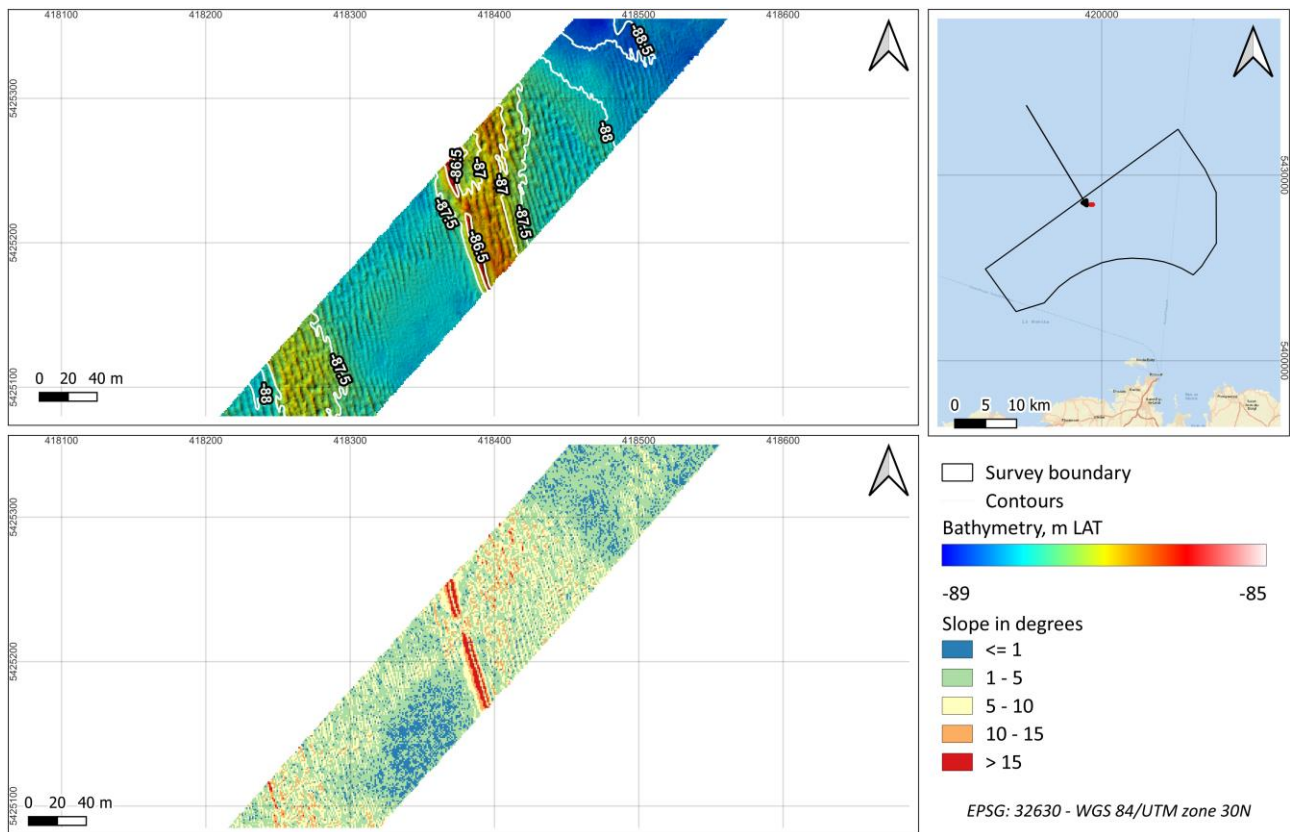 418100 418200 418300 418400 418500 418600
5425300
5425200
5425100
-88.5
-88
-86.5
-87
-87
-87.5
-87.5
-86.5
-87.5
-88
0 20 40 m
420000
5430000
5400000
0 5 10 km
418100 418200 418300 418400 418500 418600
5425300
5425200
5425100
0 20 40 m
Survey boundary
Contours
Bathymetry, m LAT
-89 -85
Slope in degrees
<= 1
1 - 5
5 - 10
10 - 15
> 15
EPSG: 32630 - WGS 84/UTM zone 30N